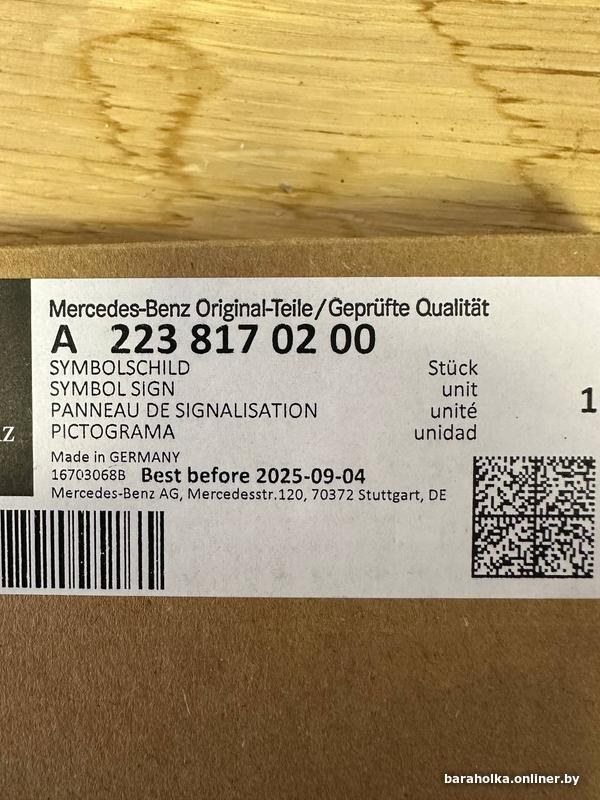 Mercedes-Benz Original-Teile/Geprüfte Qualität
A 223 817 02 00
SYMBOLSCHILD Stück
SYMBOL SIGN unit
PANNEAU DE SIGNALISATION unité
PICTOGRAMA unidad
1
Made in GERMANY
16703068B Best before 2025-09-04
Mercedes-Benz AG, Mercedesstr.120, 70372 Stuttgart, DE
baraholka.onliner.by